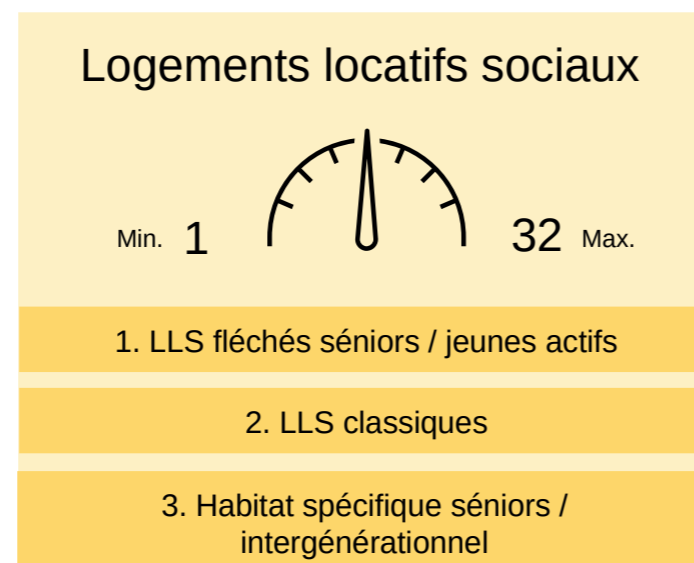 Logements locatifs sociaux
Min. 1 32 Max.
1. LLS fléchés séniors / jeunes actifs
2. LLS classiques
3. Habitat spécifique séniors /
intergénérationnel